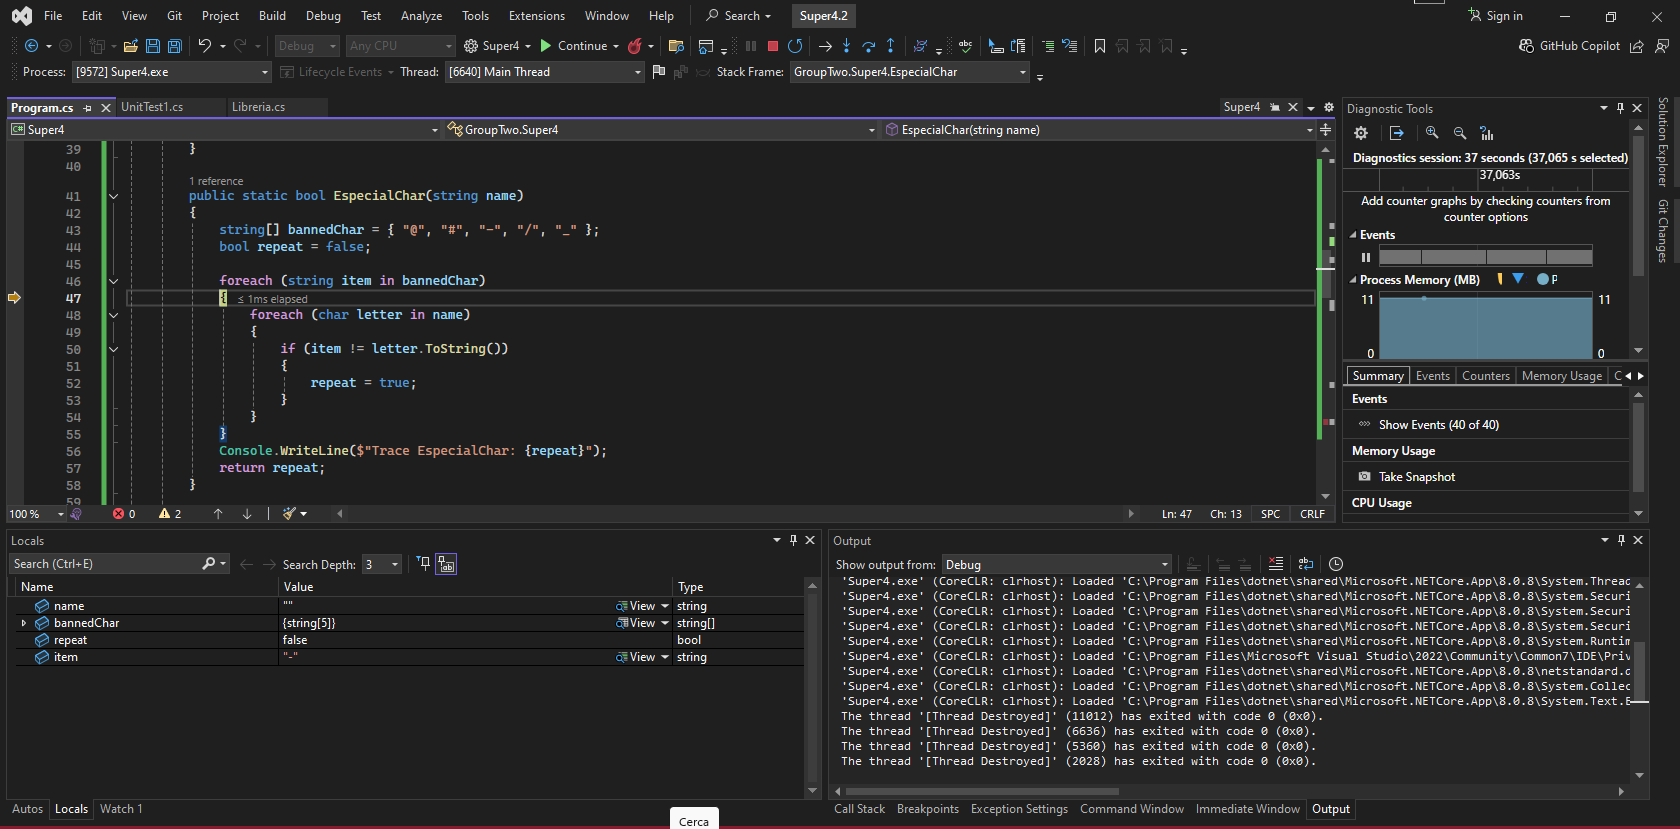 File Edit View Git Project Build Debug Test Analyze Tools Extensions Window Help Search Super4.2 Sign in
Debug Any CPU Super4 Continue GitHub Copilot
Process: [9572] Super4.exe Lifecycle Events Thread: [6640] Main Thread Stack Frame: GroupTwo.Super4.EspecialChar
Program.cs UnitTest1.cs Libreria.cs Super4
Super4 GroupTwo.Super4 EspecialChar(string name)
39 }
40
1 reference
41 public static bool EspecialChar(string name)
42 {
43 string[] bannedChar = { "@", "#", "-", "/", "_" };
44 bool repeat = false;
45
46 foreach (string item in bannedChar)
47 { ≤ 1ms elapsed
48 foreach (char letter in name)
49 {
50 if (item != letter.ToString())
51 {
52 repeat = true;
53 }
54 }
55 }
56 Console.WriteLine($"Trace EspecialChar: {repeat}");
57 return repeat;
58 }
59
100 % 0 2 Ln: 47 Ch: 13 SPC CRLF
Diagnostic Tools
Diagnostics session: 37 seconds (37,065 s selected)
37,063s
Add counter graphs by checking counters from
counter options
Events
Process Memory (MB) P
11 11
0 0
Summary Events Counters Memory Usage C
Events
Show Events (40 of 40)
Memory Usage
Take Snapshot
CPU Usage
Solution Explorer
Git Changes
Locals
Search (Ctrl+E) Search Depth: 3
Name Value Type
name "" View string
bannedChar {string[5]} View string[]
repeat false bool
item "-" View string
Autos Locals Watch 1
Output
Show output from: Debug
'Super4.exe' (CoreCLR: clrhost): Loaded 'C:\Program Files\dotnet\shared\Microsoft.NETCore.App\8.0.8\System.Thread
'Super4.exe' (CoreCLR: clrhost): Loaded 'C:\Program Files\dotnet\shared\Microsoft.NETCore.App\8.0.8\System.Securi
'Super4.exe' (CoreCLR: clrhost): Loaded 'C:\Program Files\dotnet\shared\Microsoft.NETCore.App\8.0.8\System.Securi
'Super4.exe' (CoreCLR: clrhost): Loaded 'C:\Program Files\dotnet\shared\Microsoft.NETCore.App\8.0.8\System.Securi
'Super4.exe' (CoreCLR: clrhost): Loaded 'C:\Program Files\dotnet\shared\Microsoft.NETCore.App\8.0.8\System.Runtim
'Super4.exe' (CoreCLR: clrhost): Loaded 'C:\Program Files\Microsoft Visual Studio\2022\Community\Common7\IDE\Priv
'Super4.exe' (CoreCLR: clrhost): Loaded 'C:\Program Files\dotnet\shared\Microsoft.NETCore.App\8.0.8\netstandard.d
'Super4.exe' (CoreCLR: clrhost): Loaded 'C:\Program Files\dotnet\shared\Microsoft.NETCore.App\8.0.8\System.Collec
'Super4.exe' (CoreCLR: clrhost): Loaded 'C:\Program Files\dotnet\shared\Microsoft.NETCore.App\8.0.8\System.Text.E
The thread '[Thread Destroyed]' (11012) has exited with code 0 (0x0).
The thread '[Thread Destroyed]' (6636) has exited with code 0 (0x0).
The thread '[Thread Destroyed]' (5360) has exited with code 0 (0x0).
The thread '[Thread Destroyed]' (2028) has exited with code 0 (0x0).
Call Stack Breakpoints Exception Settings Command Window Immediate Window Output
Cerca